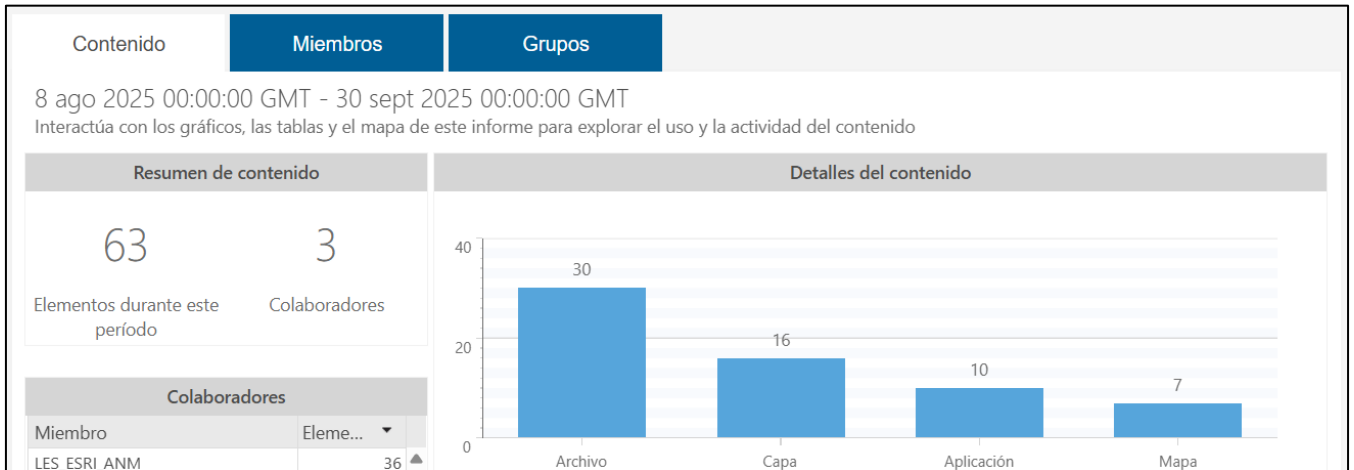 Contenido Miembros Grupos
8 ago 2025 00:00:00 GMT - 30 sept 2025 00:00:00 GMT
Interactúa con los gráficos, las tablas y el mapa de este informe para explorar el uso y la actividad del contenido
Resumen de contenido
63 3
Elementos durante este período Colaboradores
Colaboradores
Miembro Eleme...
LES_ESRI_ANM 36
Detalles del contenido
40
30
20
16
10
7
0
Archivo Capa Aplicación Mapa